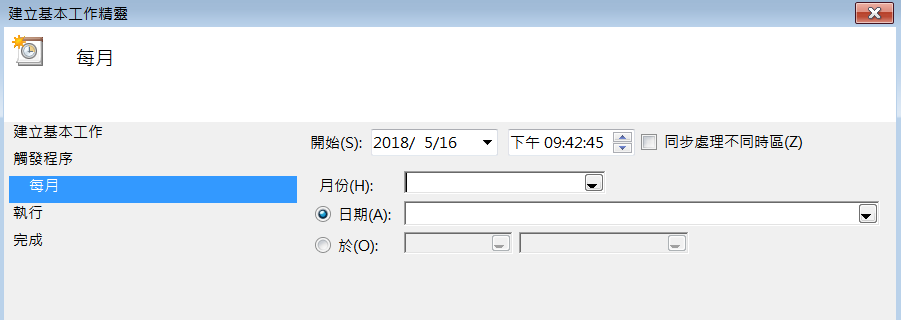 建立基本工作精靈
每月
建立基本工作
觸發程序
每月
執行
完成
開始(S): 2018/ 5/16 下午 09:42:45 同步處理不同時區(Z)
月份(H):
日期(A):
於(O):